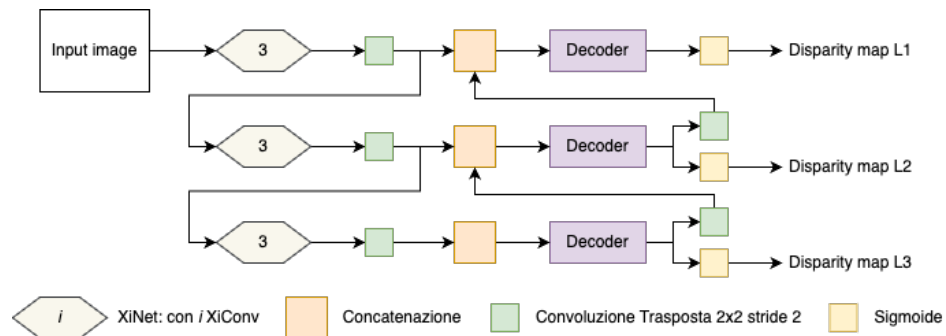 Input image
3
Decoder
Disparity map L1
3
Decoder
Disparity map L2
3
Decoder
Disparity map L3
i
XiNet: con i XiConv
Concatenazione
Convoluzione Trasposta 2x2 stride 2
Sigmoide